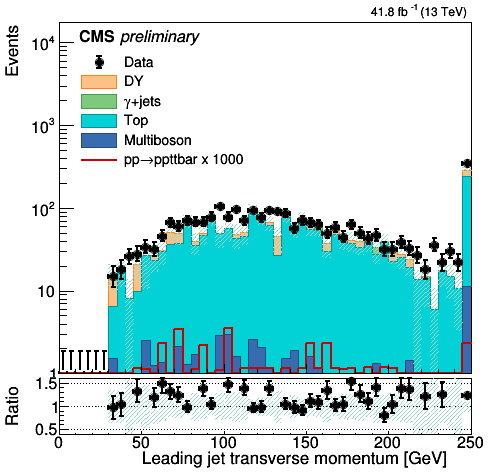 41.8 fb⁻¹ (13 TeV)
Events
10⁴
10³
10²
10
1
CMS preliminary
Data
DY
γ+jets
Top
Multiboson
pp→ppttbar x 1000
Ratio
1.5
1
0.5
0 50 100 150 200 250
Leading jet transverse momentum [GeV]